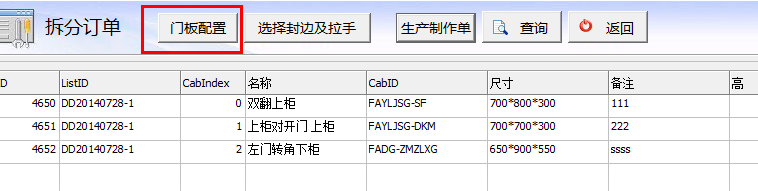 拆分订单 门板配置 选择封边及拉手 生产制作单 查询 返回
D ListID CabIndex 名称 CabID 尺寸 备注 高
4650 DD20140728-1 0 双翻上柜 FAYLJSG-SF 700*800*300 111
4651 DD20140728-1 1 上柜对开门上柜 FAYLJSG-DKM 700*700*300 222
4652 DD20140728-1 2 左门转角下柜 FADG-ZMZLXG 650*900*550 ssss